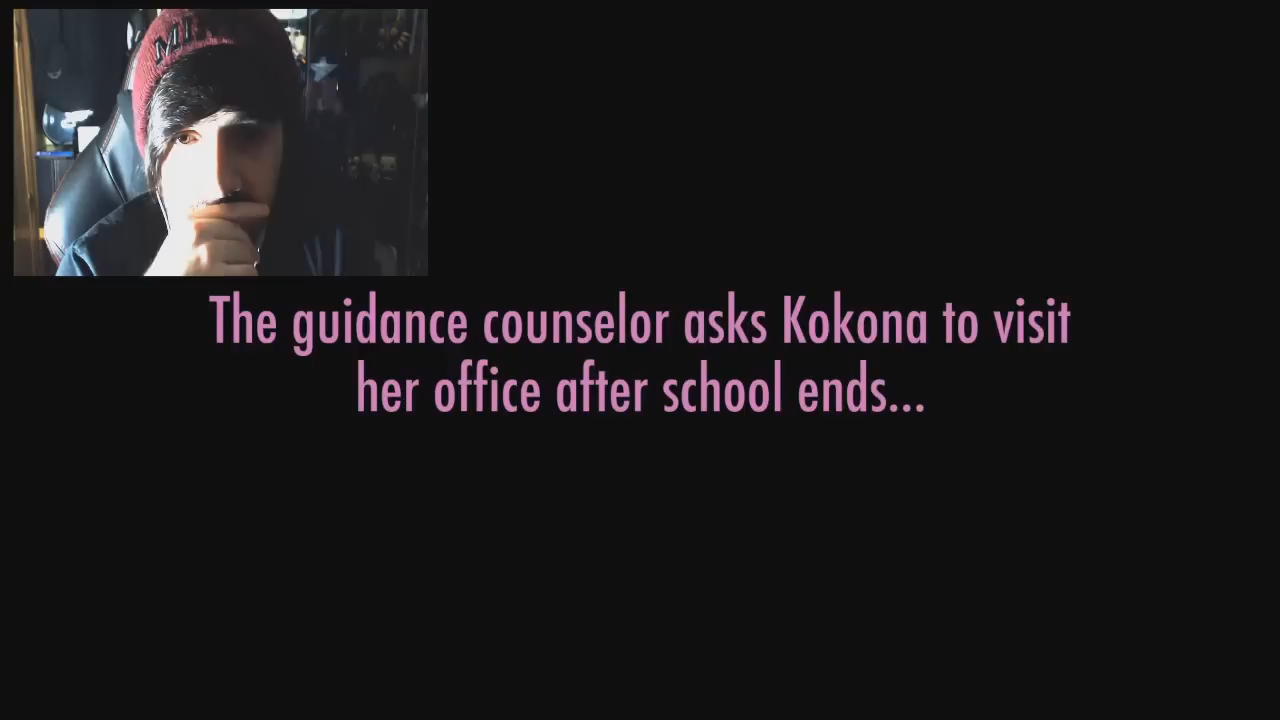 The guidance counselor asks Kokona to visit
her office after school ends...